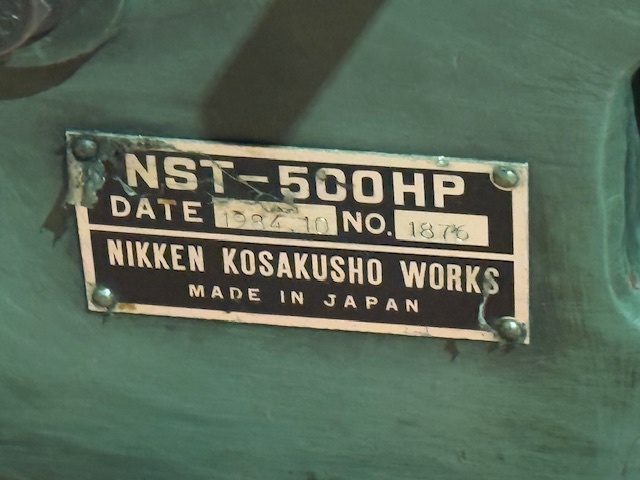 NST-500HP
DATE 1984.10 NO. 1876
NIKKEN KOSAKUSHO WORKS
MADE IN JAPAN